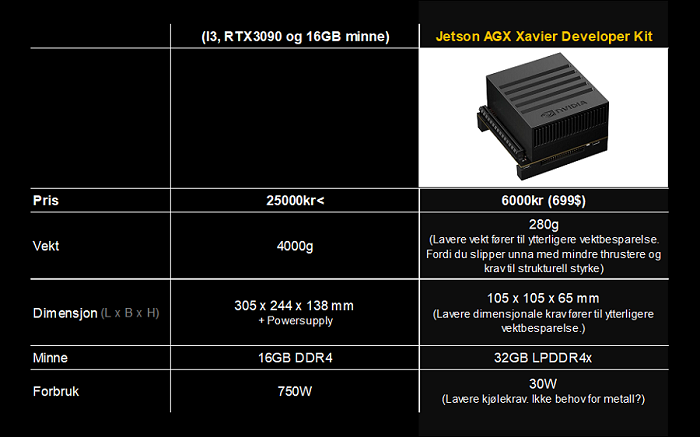 (I3, RTX3090 og 16GB minne)
Jetson AGX Xavier Developer Kit
NVIDIA
Pris
25000kr<
6000kr (699$)
Vekt
4000g
280g
(Lavere vekt fører til ytterligere vektbesparelse.
Fordi du slipper unna med mindre thrustere og
krav til strukturell styrke)
Dimensjon (L x B x H)
305 x 244 x 138 mm
+ Powersupply
105 x 105 x 65 mm
(Lavere dimensjonale krav fører til ytterligere
vektbesparelse.)
Minne
16GB DDR4
32GB LPDDR4x
Forbruk
750W
30W
(Lavere kjølekrav. Ikke behov for metall?)